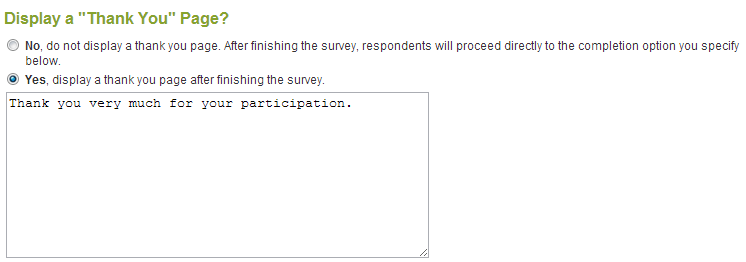 Display a "Thank You" Page?
No, do not display a thank you page. After finishing the survey, respondents will proceed directly to the completion option you specify
below.
Yes, display a thank you page after finishing the survey.
Thank you very much for your participation.